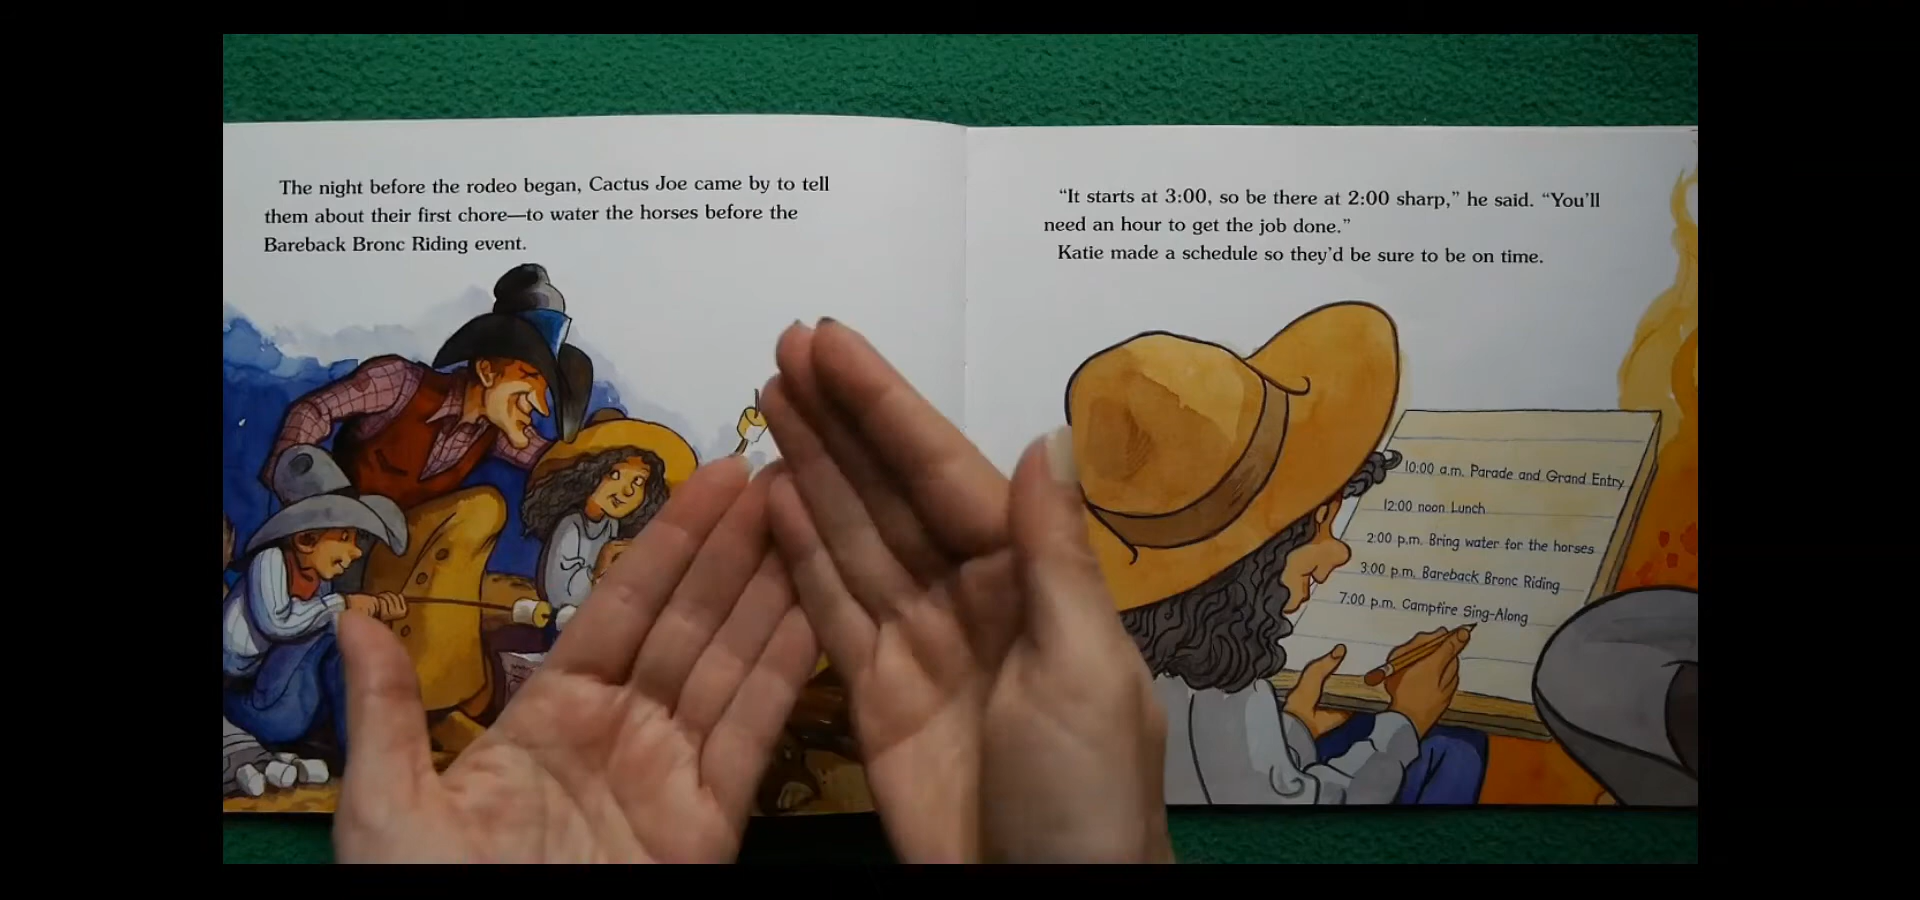 The night before the rodeo began, Cactus Joe came by to tell
them about their first chore—to water the horses before the
Bareback Bronc Riding event.
“It starts at 3:00, so be there at 2:00 sharp,” he said. “You’ll
need an hour to get the job done.”
Katie made a schedule so they’d be sure to be on time.
10:00 a.m. Parade and Grand Entry
12:00 noon Lunch
2:00 p.m. Bring water for the horses
3:00 p.m. Bareback Bronc Riding
7:00 p.m. Campfire Sing-Along